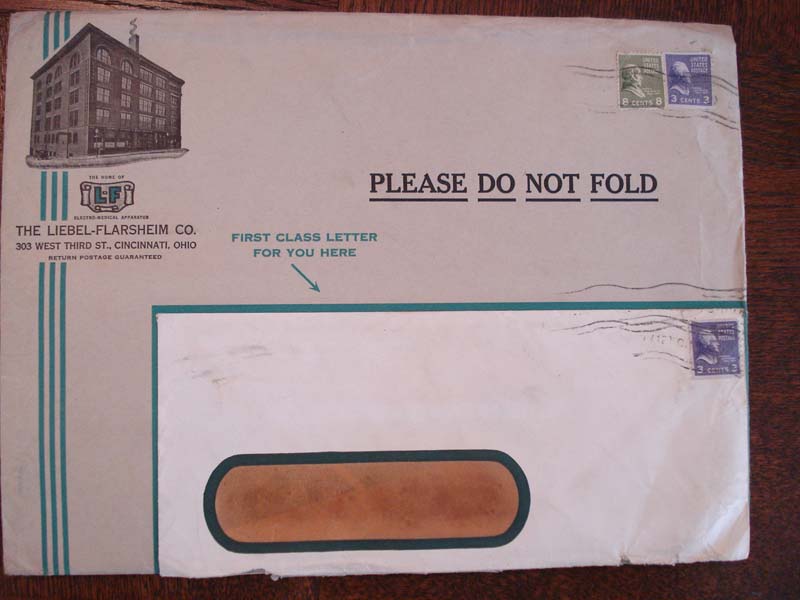 THE HOME OF
L-F
ELECTRO-MEDICAL APPARATUS
THE LIEBEL-FLARSHEIM CO.
303 WEST THIRD ST., CINCINNATI, OHIO
RETURN POSTAGE GUARANTEED
UNITED
STATES
POSTAGE
8 CENTS 8
UNITED
STATES
POSTAGE
3 CENTS 3
PLEASE DO NOT FOLD
FIRST CLASS LETTER
FOR YOU HERE
STATES
POSTAGE
3 CENTS 3